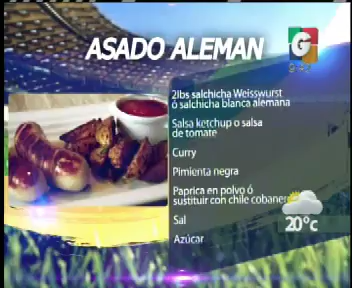 ASADO ALEMAN
G
2lbs salchicha Weisswurst
ó salchicha blanca alemana
Salsa ketchup o salsa
de tomate
Curry
Pimienta negra
Paprica en polvo ó
sustituir con chile cobanero
Sal
Azúcar
20°c